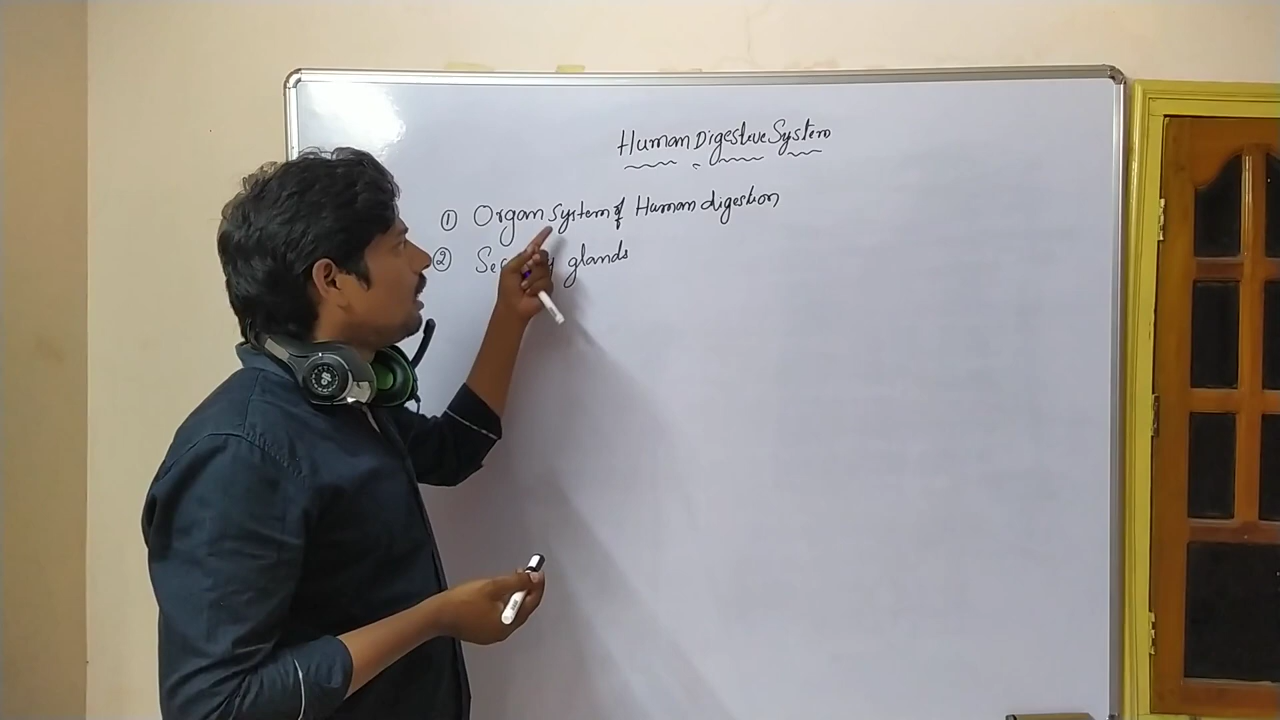 Human Digestive System
① Organ System of Human digestion
② glands